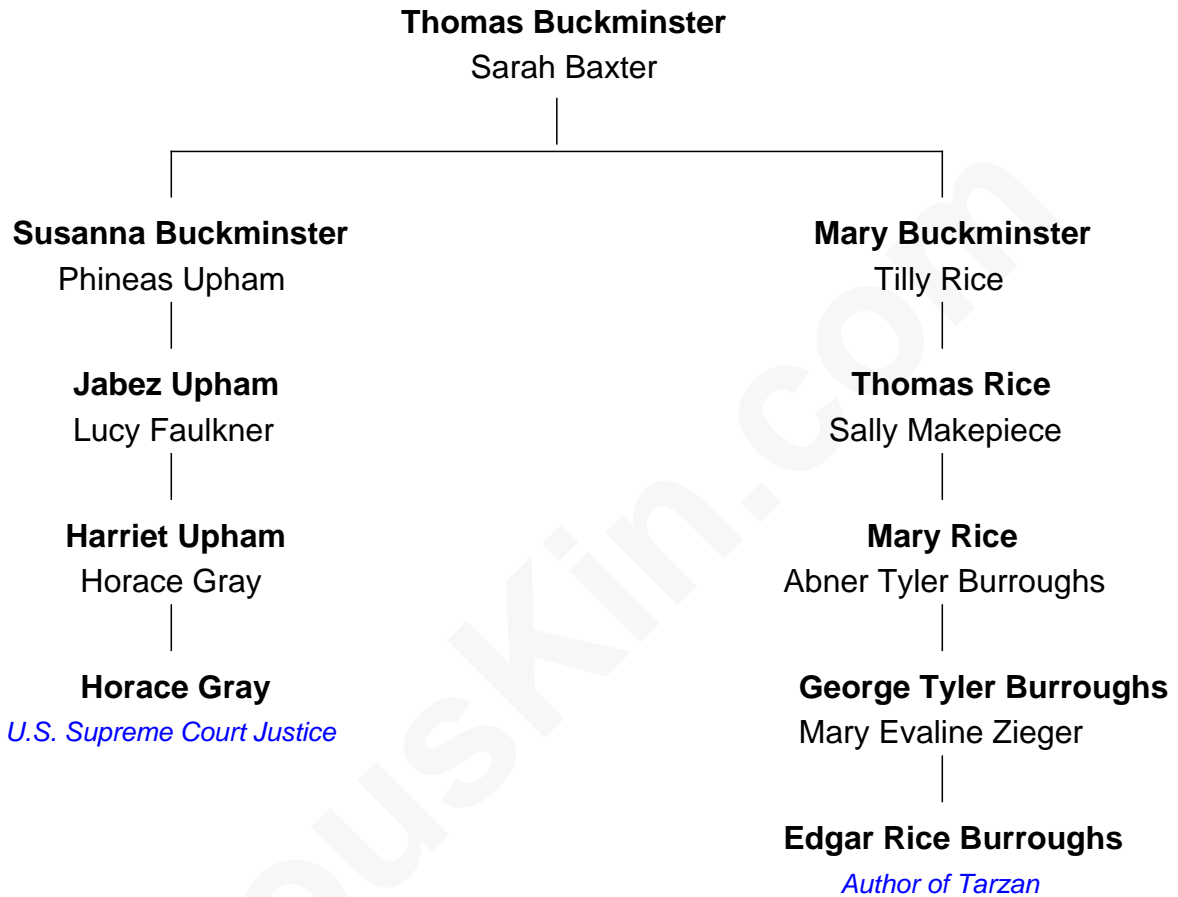 Thomas Buckminster
Sarah Baxter
Susanna Buckminster
Phineas Upham
Jabez Upham
Lucy Faulkner
Harriet Upham
Horace Gray
Horace Gray
U.S. Supreme Court Justice
Mary Buckminster
Tilly Rice
Thomas Rice
Sally Makepiece
Mary Rice
Abner Tyler Burroughs
George Tyler Burroughs
Mary Evaline Zieger
Edgar Rice Burroughs
Author of Tarzan
ousKin.com